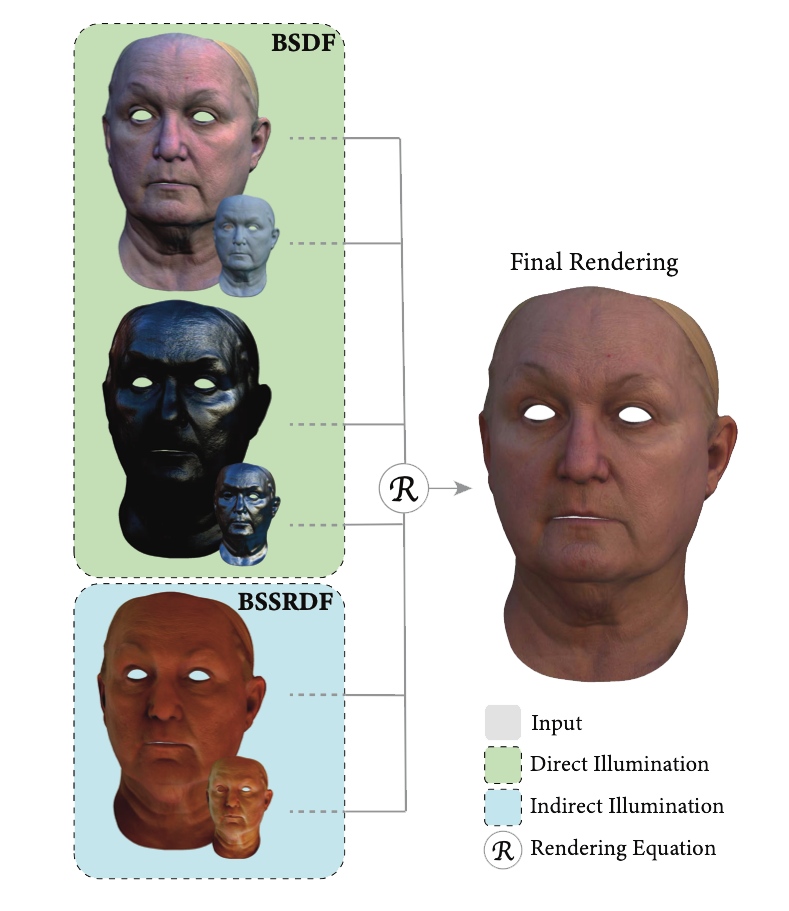 BSDF
BSSRDF
ℛ
Final Rendering
Input
Direct Illumination
Indirect Illumination
ℛ Rendering Equation